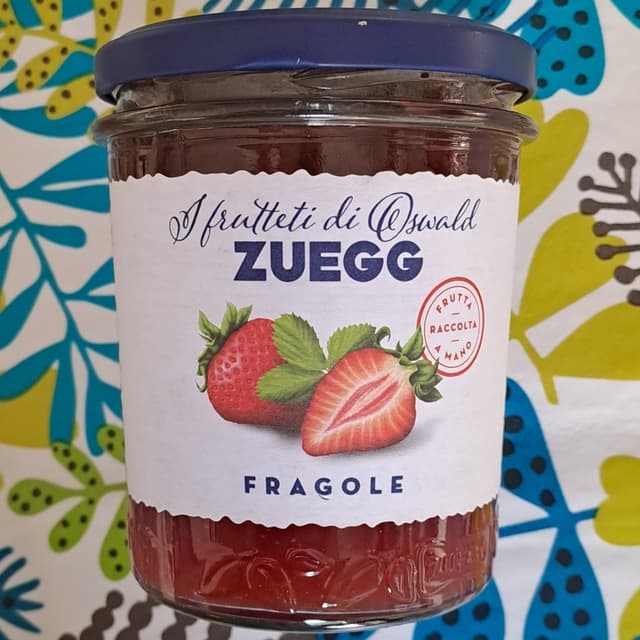 I frutteti di Oswald
ZUEGG
FRUTTA
RACCOLTA
A MANO
FRAGOLE